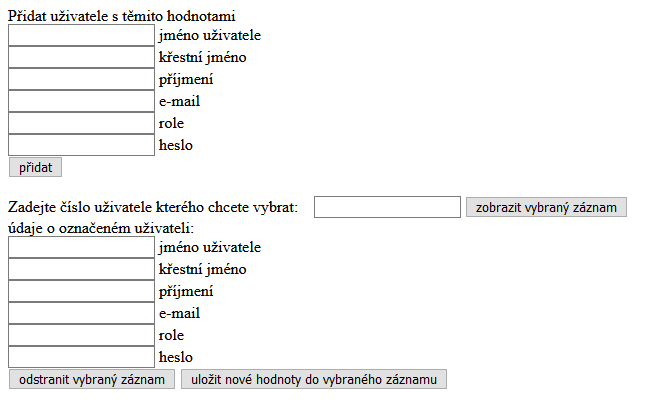 Přidat uživatele s těmito hodnotami
jméno uživatele
křestní jméno
příjmení
e-mail
role
heslo
přidat
Zadejte číslo uživatele kterého chcete vybrat: zobrazit vybraný záznam
údaje o označeném uživateli:
jméno uživatele
křestní jméno
příjmení
e-mail
role
heslo
odstranit vybraný záznam uložit nové hodnoty do vybraného záznamu